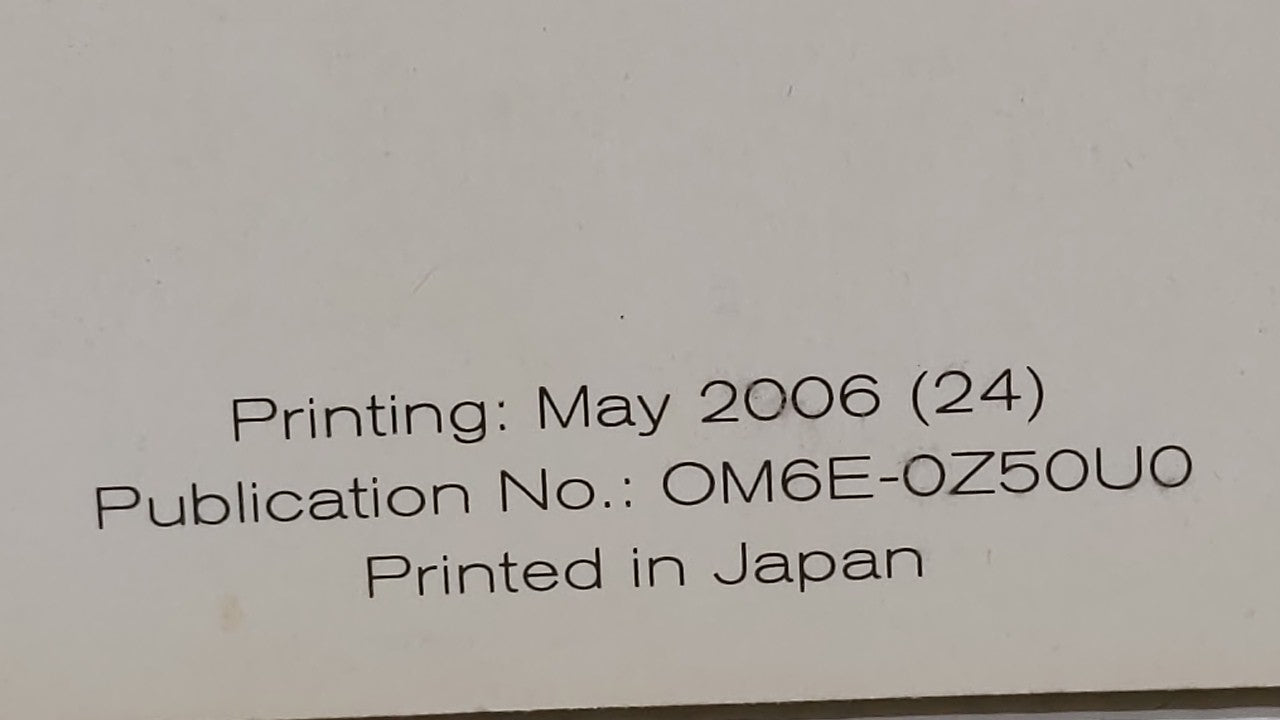 Printing: May 2006 (24)
Publication No.: OM6E-0Z50U0
Printed in Japan